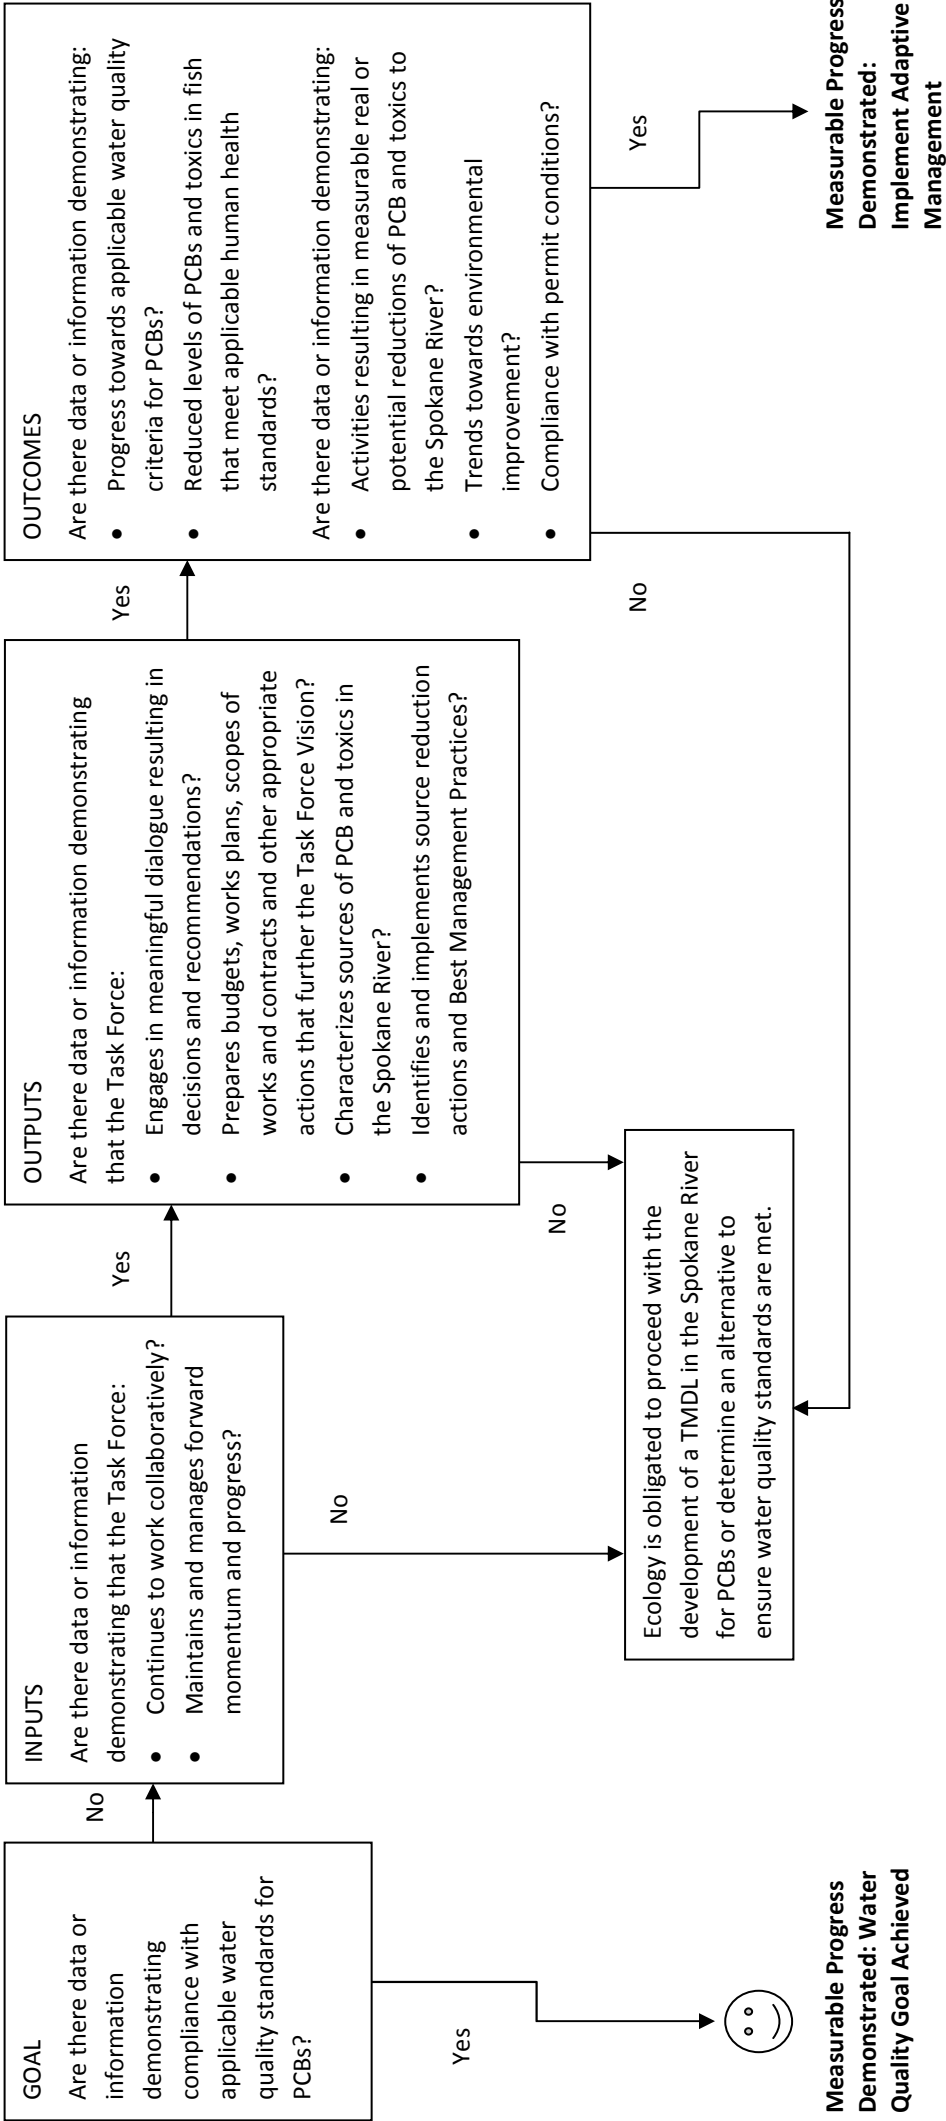 GOAL
Are there data or
information
demonstrating
compliance with
applicable water
quality standards for
PCBs?
No
Yes
Measurable Progress
Demonstrated: Water
Quality Goal Achieved
INPUTS
Are there data or information
demonstrating that the Task Force:
• Continues to work collaboratively?
• Maintains and manages forward
momentum and progress?
Yes
No
OUTPUTS
Are there data or information demonstrating
that the Task Force:
• Engages in meaningful dialogue resulting in
decisions and recommendations?
• Prepares budgets, works plans, scopes of
works and contracts and other appropriate
actions that further the Task Force Vision?
• Characterizes sources of PCB and toxics in
the Spokane River?
• Identifies and implements source reduction
actions and Best Management Practices?
Yes
No
Ecology is obligated to proceed with the
development of a TMDL in the Spokane River
for PCBs or determine an alternative to
ensure water quality standards are met.
OUTCOMES
Are there data or information demonstrating:
• Progress towards applicable water quality
criteria for PCBs?
• Reduced levels of PCBs and toxics in fish
that meet applicable human health
standards?
Are there data or information demonstrating:
• Activities resulting in measurable real or
potential reductions of PCB and toxics to
the Spokane River?
• Trends towards environmental
improvement?
• Compliance with permit conditions?
No
Yes
Measurable Progress
Demonstrated:
Implement Adaptive
Management